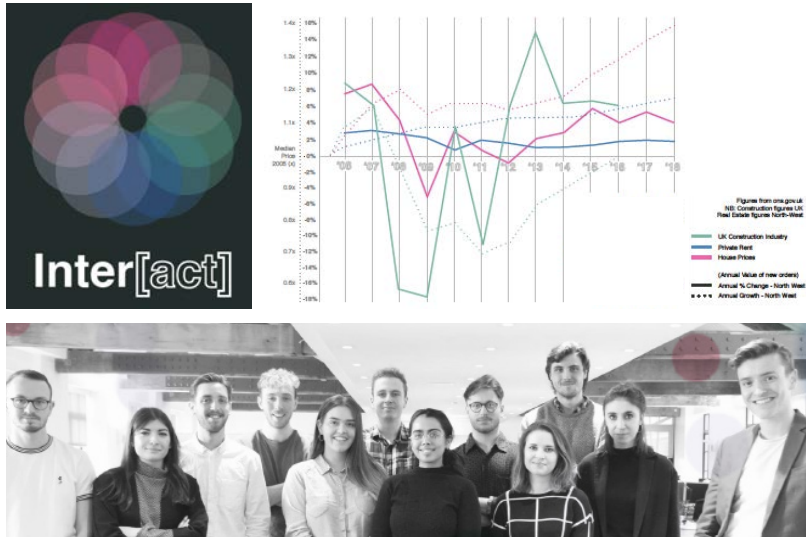 Inter[act]
1.4x
1.3x
1.2x
1.1x
Median
Price
2005 (x)
0.9x
0.8x
0.7x
0.6x
18%
16%
14%
12%
10%
8%
6%
4%
2%
-0%
-2%
-4%
-6%
-8%
-10%
-12%
-14%
-16%
-18%
'06 '07 '08 '09 '10 '11 '12 '13 '14 '15 '16 '17 '18
Figures from ons.gov.uk
NB: Construction figures UK
Real Estate figures North-West
UK Construction Industry
Private Rent
House Prices
(Annual Value of new orders)
Annual % Change - North West
Annual Growth - North West